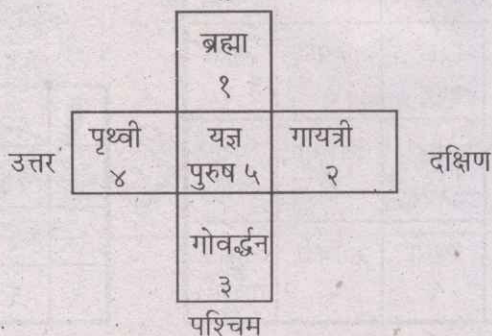 ब्रह्मा
१
उत्तर पृथ्वी यज्ञ गायत्री दक्षिण
४ पुरुष ५ २
गोवर्द्धन
३
पश्चिम